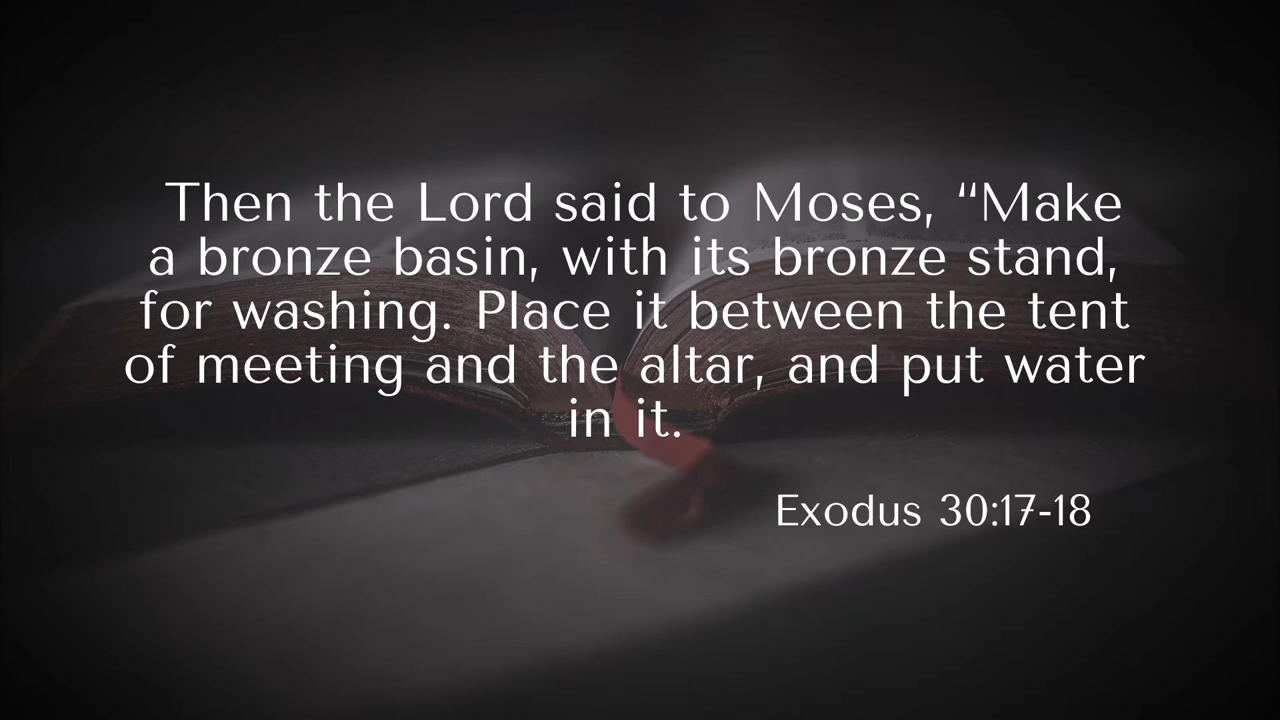 Then the Lord said to Moses, “Make
a bronze basin, with its bronze stand,
for washing. Place it between the tent
of meeting and the altar, and put water
in it.
Exodus 30:17-18